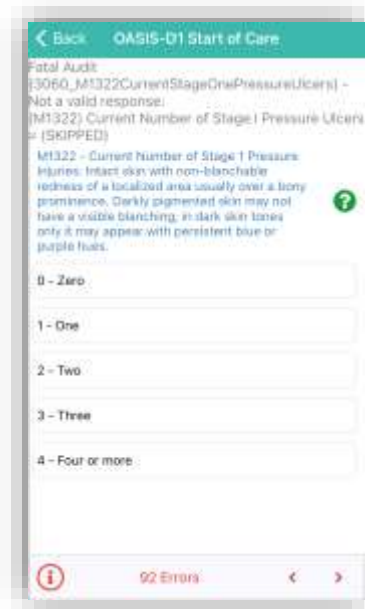 Back OASIS-D1 Start of Care
Fatal Audit
(3060_M1322CurrentStageOnePressureUlcers) -
Not a valid response:
(M1322) Current Number of Stage I Pressure Ulcers
= (SKIPPED)
M1322 - Current Number of Stage 1 Pressure
Injuries: Intact skin with non-blanchable
redness of a localized area usually over a bony
prominence. Darkly pigmented skin may not
have a visible blanching; in dark skin tones
only it may appear with persistent blue or
purple hues.
?
0 - Zero
1 - One
2 - Two
3 - Three
4 - Four or more
i 92 Errors < >